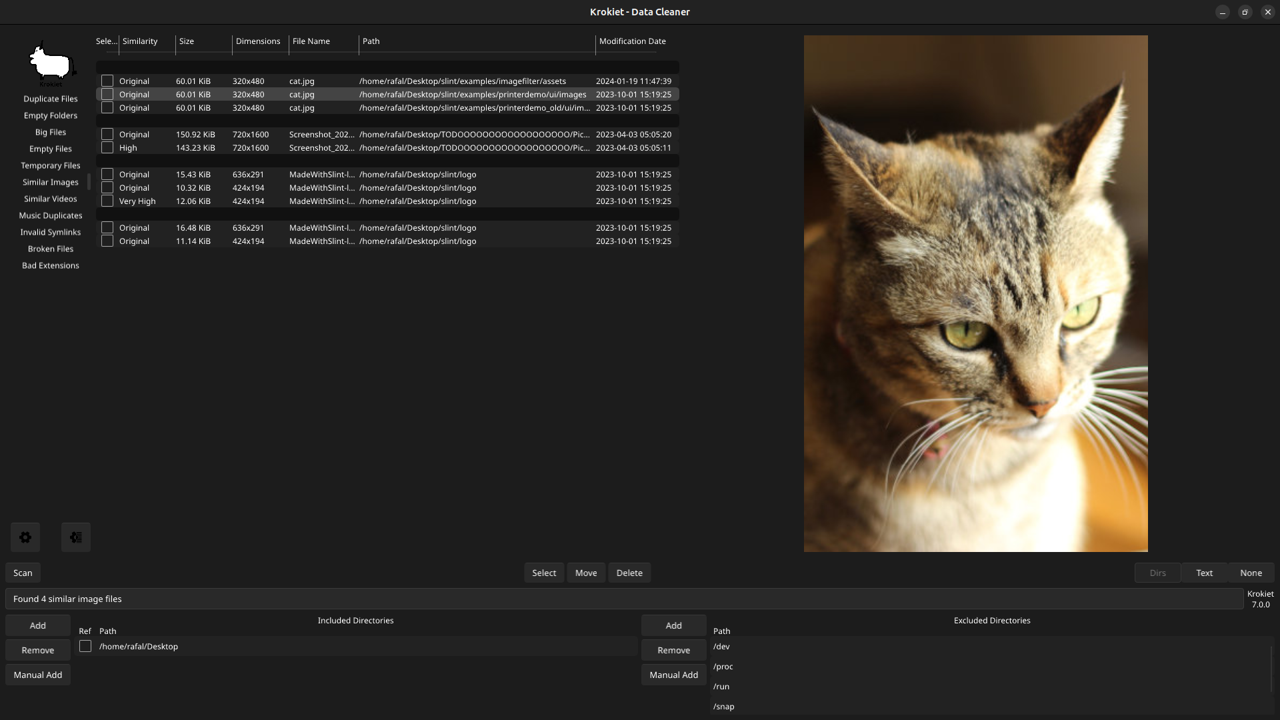 Krokiet - Data Cleaner
Sele... Similarity Size Dimensions File Name Path Modification Date
Original 60.01 KiB 320x480 cat.jpg /home/rafal/Desktop/slint/examples/imagefilter/assets 2024-01-19 11:47:39
Original 60.01 KiB 320x480 cat.jpg /home/rafal/Desktop/slint/examples/printerdemo/ui/images 2023-10-01 15:19:25
Original 60.01 KiB 320x480 cat.jpg /home/rafal/Desktop/slint/examples/printerdemo_old/ui/im... 2023-10-01 15:19:25
Original 150.92 KiB 720x1600 Screenshot_202... /home/rafal/Desktop/TODOOOOOOOOOOOOOOOOOOO/Pic... 2023-04-03 05:05:20
High 143.23 KiB 720x1600 Screenshot_202... /home/rafal/Desktop/TODOOOOOOOOOOOOOOOOOOO/Pic... 2023-04-03 05:05:11
Original 15.43 KiB 636x291 MadeWithSlint-l... /home/rafal/Desktop/slint/logo 2023-10-01 15:19:25
Original 10.32 KiB 424x194 MadeWithSlint-l... /home/rafal/Desktop/slint/logo 2023-10-01 15:19:25
Very High 12.06 KiB 424x194 MadeWithSlint-l... /home/rafal/Desktop/slint/logo 2023-10-01 15:19:25
Original 16.48 KiB 636x291 MadeWithSlint-l... /home/rafal/Desktop/slint/logo 2023-10-01 15:19:25
Original 11.14 KiB 424x194 MadeWithSlint-l... /home/rafal/Desktop/slint/logo 2023-10-01 15:19:25
Duplicate Files
Empty Folders
Big Files
Empty Files
Temporary Files
Similar Images
Similar Videos
Music Duplicates
Invalid Symlinks
Broken Files
Bad Extensions
Scan Select Move Delete Dirs Text None
Found 4 similar image files
Krokiet
7.0.0
Add
Remove
Manual Add
Included Directories
Ref Path
/home/rafal/Desktop
Add
Remove
Manual Add
Excluded Directories
Path
/dev
/proc
/run
/snap